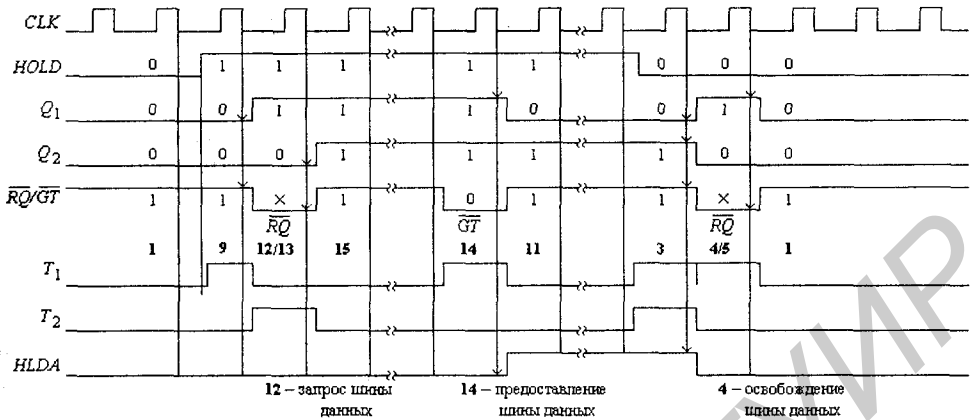 CLK
HOLD 0 1 1 1 1 1 0 0 0
Q₁ 0 0 1 1 1 0 0 1 0
Q₂ 0 0 0 1 1 1 1 0 0
RQ/GT 1 1 × 1 0 1 1 × 1
RQ GT RQ
1 9 12/13 15 14 11 3 4/5 1
T₁
T₂
HLDA
12 – запрос шины 14 – предоставление 4 – освобождение
данных шины данных шины данных